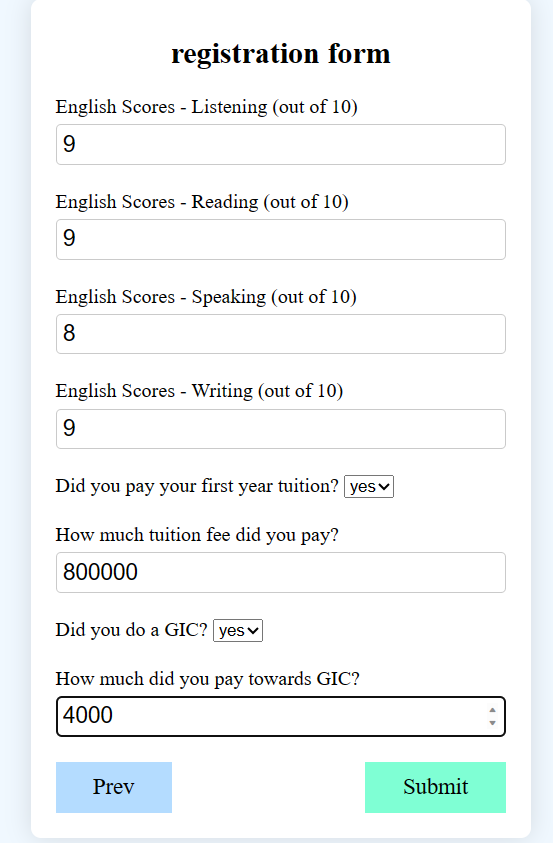 registration form
English Scores - Listening (out of 10)
9
English Scores - Reading (out of 10)
9
English Scores - Speaking (out of 10)
8
English Scores - Writing (out of 10)
9
Did you pay your first year tuition? yes
How much tuition fee did you pay?
800000
Did you do a GIC? yes
How much did you pay towards GIC?
4000
Prev Submit